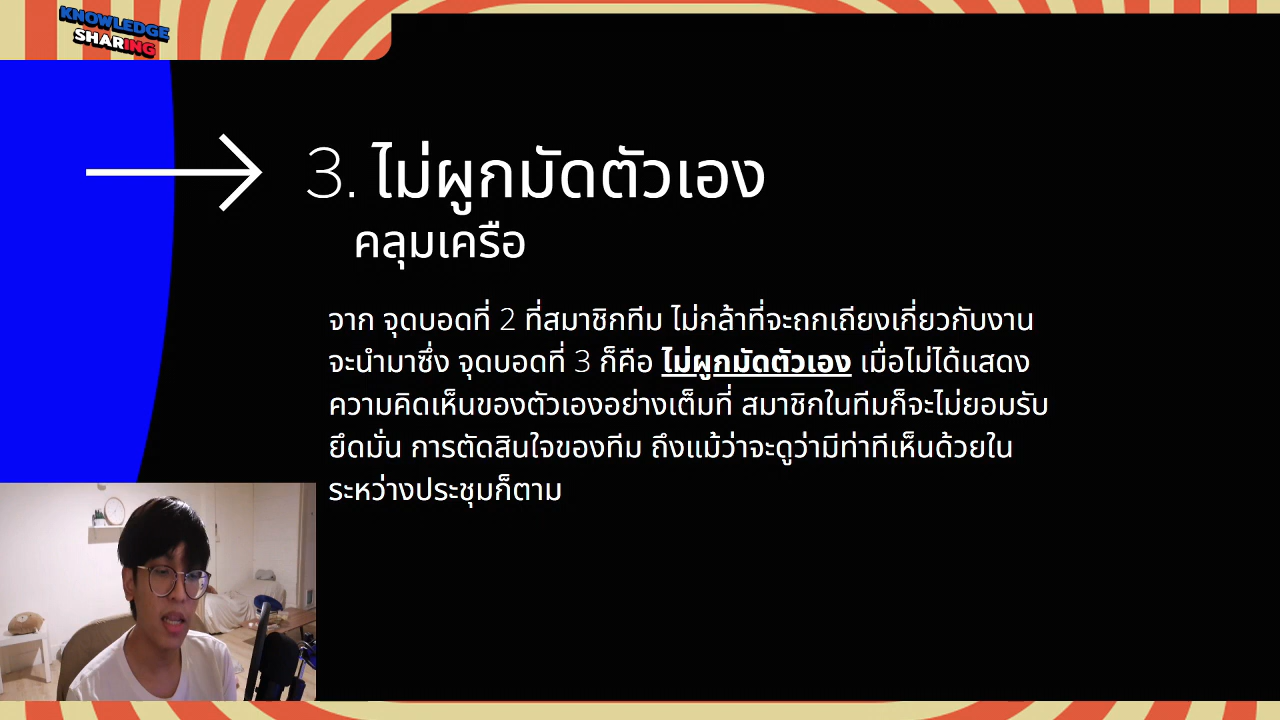 KNOWLEDGE
SHARING
3. ไม่ผูกมัดตัวเอง
คลุมเครือ
จาก จุดบอดที่ 2 ที่สมาชิกทีม ไม่กล้าที่จะถกเถียงเกี่ยวกับงาน
จะนำมาซึ่ง จุดบอดที่ 3 ก็คือ ไม่ผูกมัดตัวเอง เมื่อไม่ได้แสดง
ความคิดเห็นของตัวเองอย่างเต็มที่ สมาชิกในทีมก็จะไม่ยอมรับ
ยึดมั่น การตัดสินใจของทีม ถึงแม้ว่าจะดูว่ามีท่าทีเห็นด้วยใน
ระหว่างประชุมก็ตาม